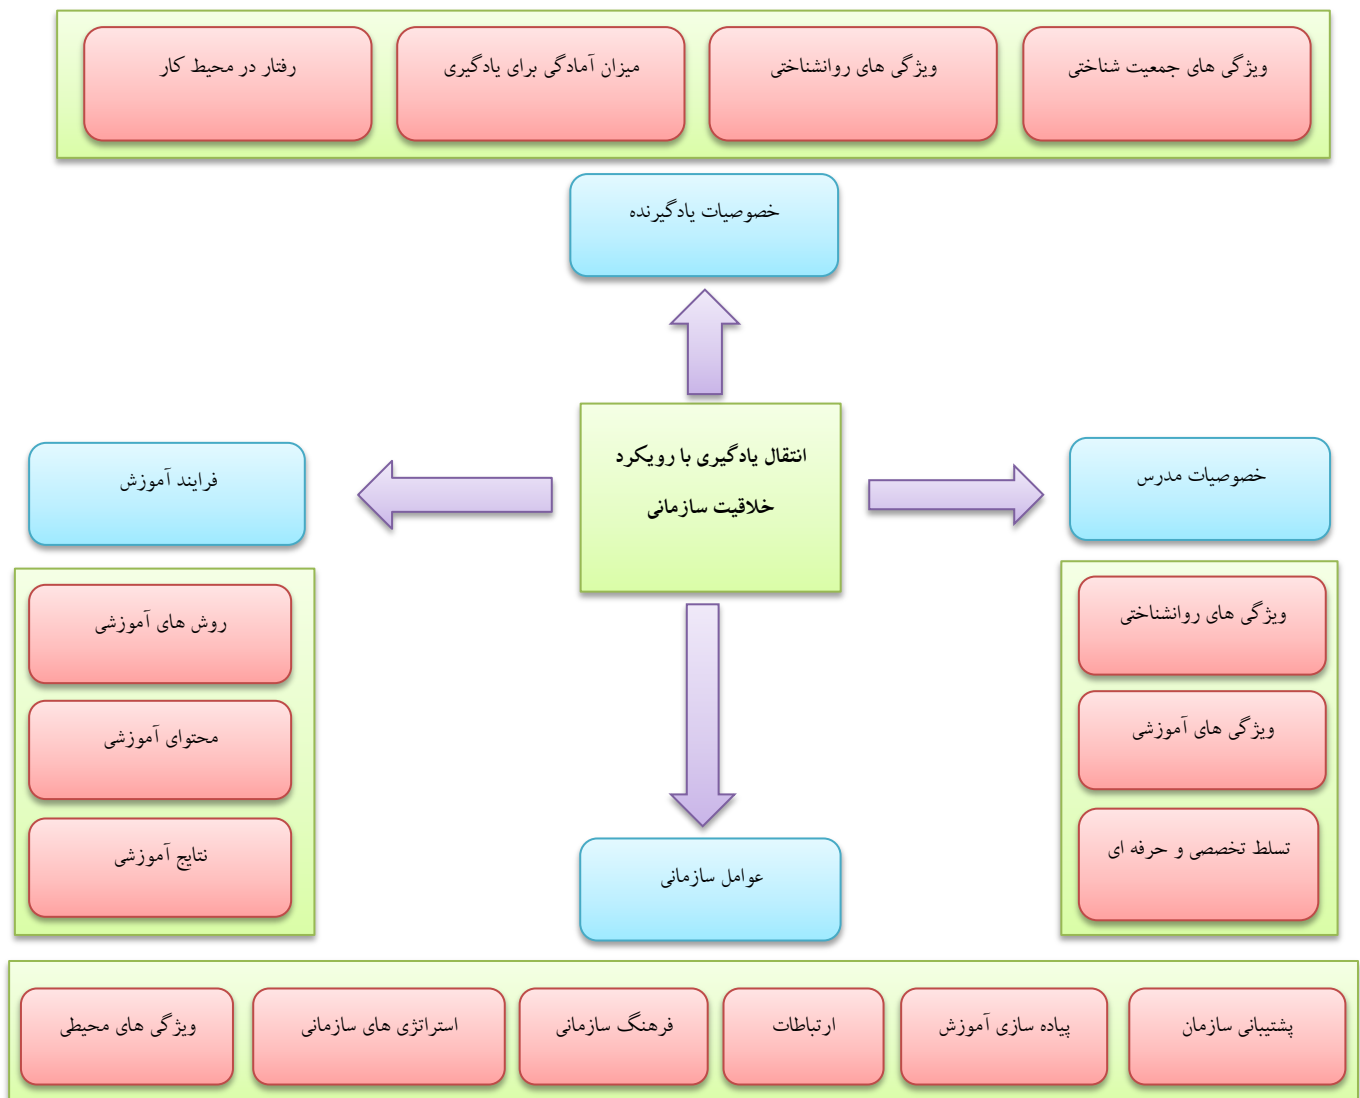 ویژگی های جمعیت شناختی
ویژگی های روانشناختی
میزان آمادگی برای یادگیری
رفتار در محیط کار
خصوصیات یادگیرنده
انتقال یادگیری با رویکرد
خلاقیت سازمانی
خصوصیات مدرس
ویژگی های روانشناختی
ویژگی های آموزشی
تسلط تخصصی و حرفه ای
فرایند آموزش
روش های آموزشی
محتوای آموزشی
نتایج آموزشی
عوامل سازمانی
پشتیبانی سازمان
پیاده سازی آموزش
ارتباطات
فرهنگ سازمانی
استراتژی های سازمانی
ویژگی های محیطی